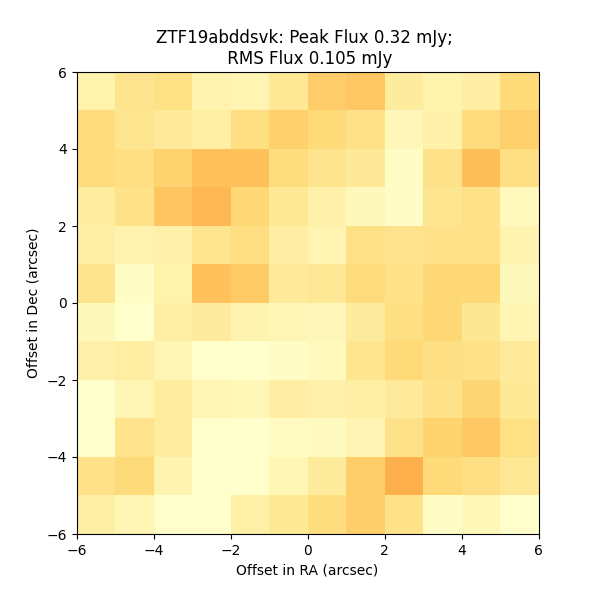 ZTF19abddsvk: Peak Flux 0.32 mJy;
RMS Flux 0.105 mJy
6
4
2
0
−2
−4
−6
Offset in Dec (arcsec)
−6 −4 −2 0 2 4 6
Offset in RA (arcsec)